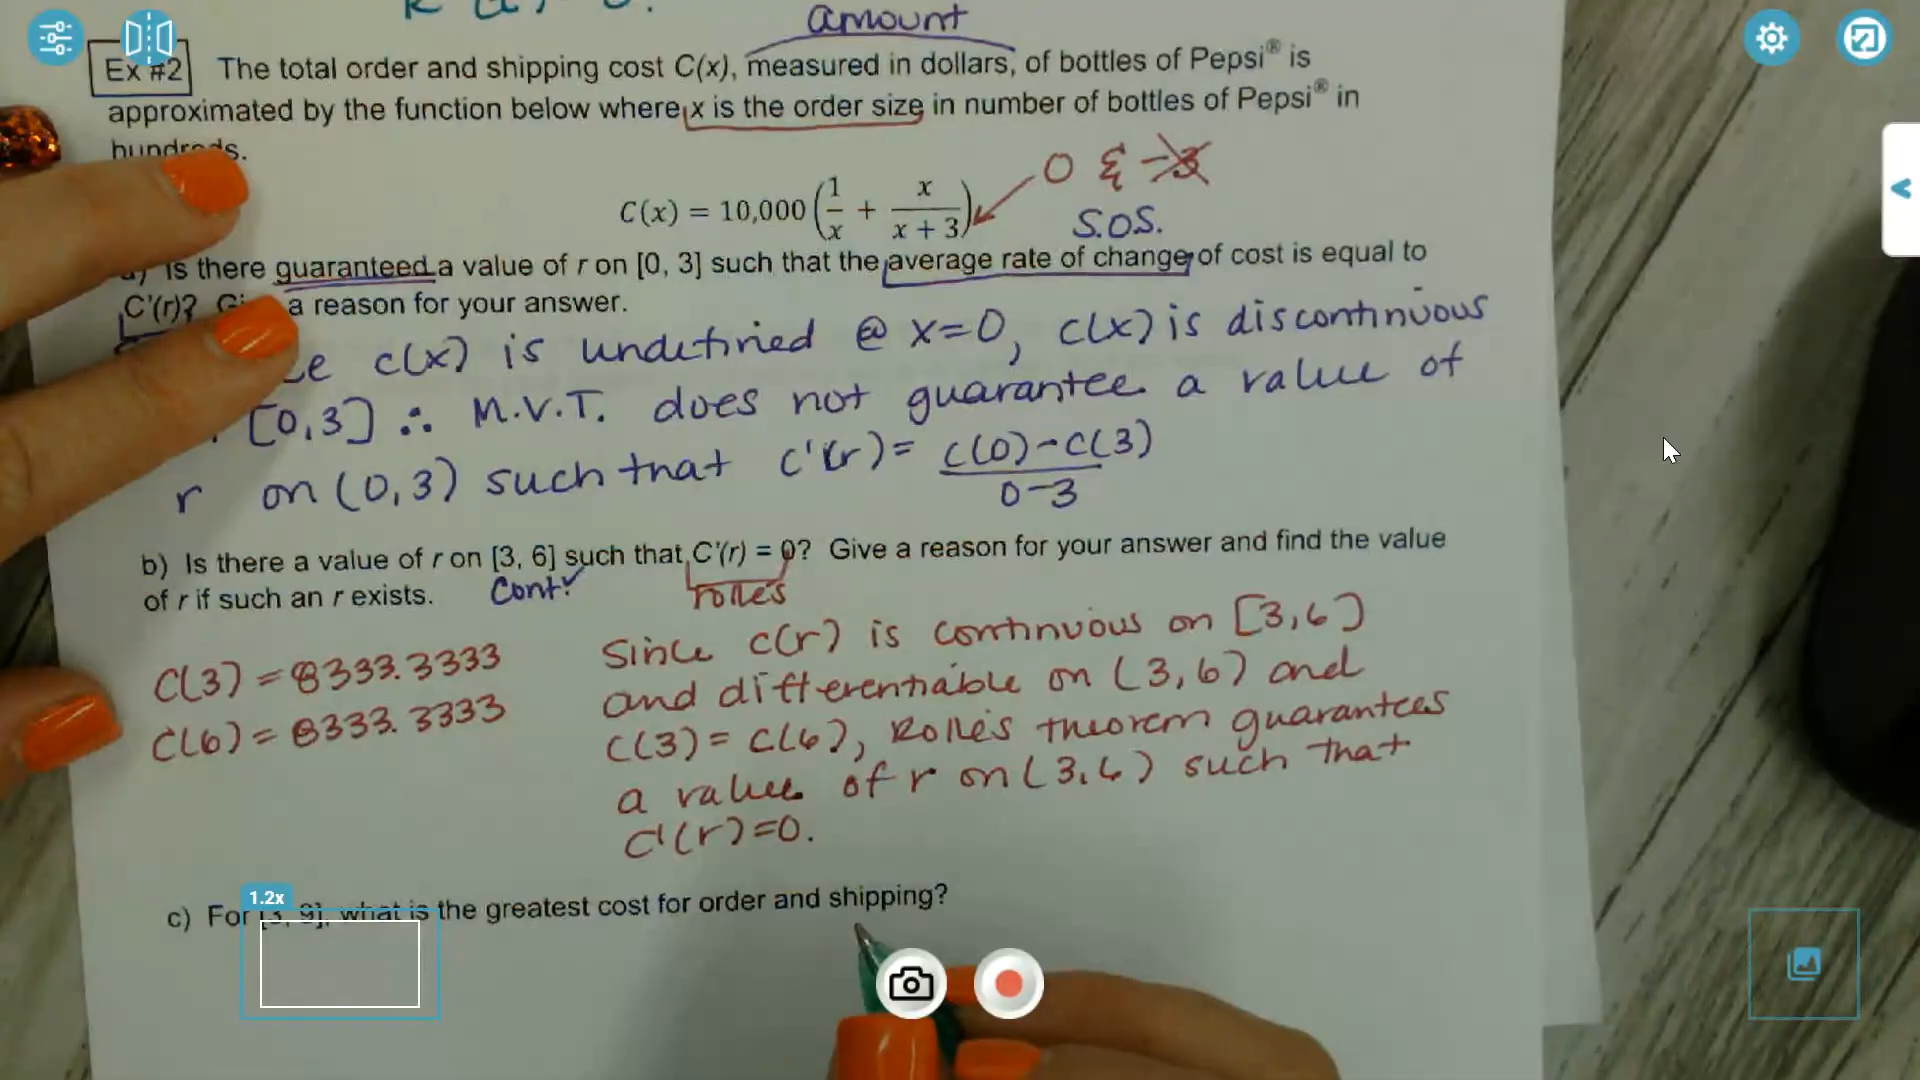 amount
Ex #2 The total order and shipping cost C(x), measured in dollars, of bottles of Pepsi® is
approximated by the function below where x is the order size in number of bottles of Pepsi® in
hundreds.
0 & -3
C(x) = 10,000 (1/x + x/(x + 3))
S.O.S.
a) Is there guaranteed a value of r on [0, 3] such that the average rate of change of cost is equal to
C'(r)? a reason for your answer.
c(x) is undefined @ x=0, c(x) is discontinuous
[0,3] ∴ M.V.T. does not guarantee a value of
r on (0,3) such that c'(r) = (c(0)-c(3))/(0-3)
b) Is there a value of r on [3, 6] such that C'(r) = 0? Give a reason for your answer and find the value
of r if such an r exists. cont. ✓ rolle's
Since c(r) is continuous on [3,6]
C(3) = 8333.3333
and differentiable on (3,6) and
C(6) = 8333.3333
c(3) = c(6), Rolle's theorem guarantees
a value of r on (3,6) such that
c'(r)=0.
c) For [3, 9], what is the greatest cost for order and shipping?
1.2x